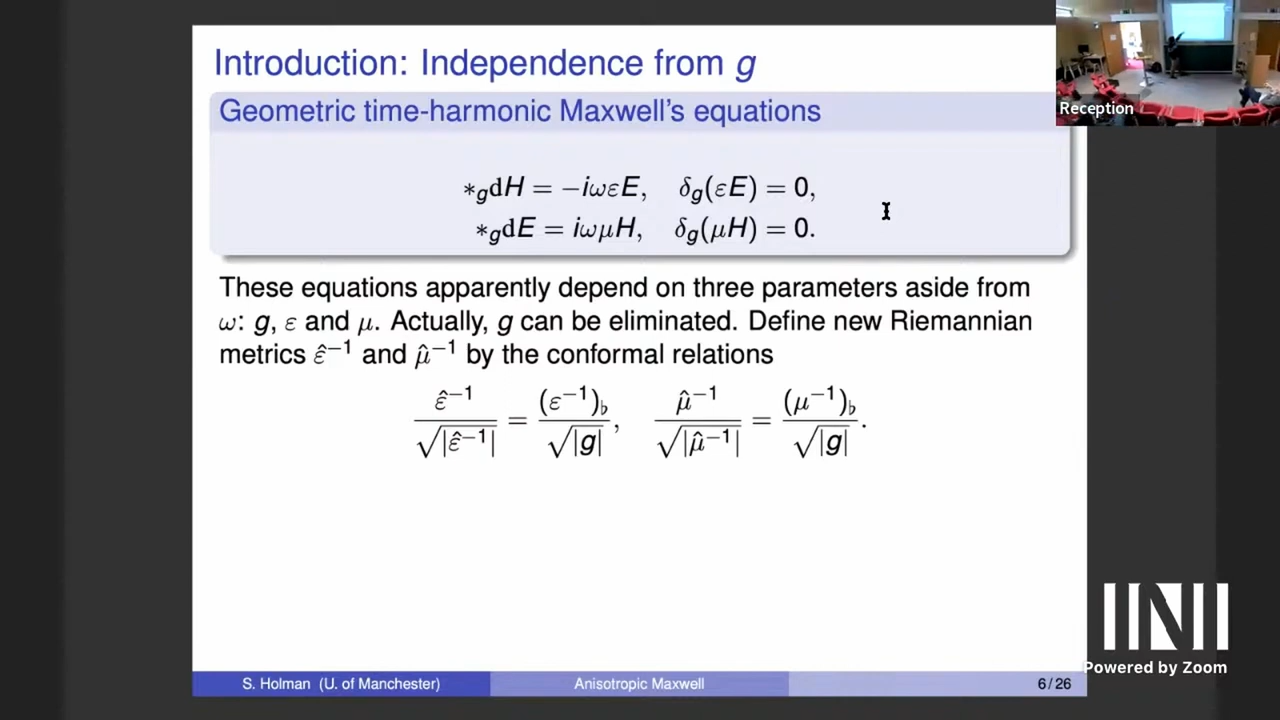 Introduction: Independence from g
Geometric time-harmonic Maxwell's equations
∗_g dH = −iωεE, δ_g(εE) = 0,
∗_g dE = iωμH, δ_g(μH) = 0.
These equations apparently depend on three parameters aside from
ω: g, ε and μ. Actually, g can be eliminated. Define new Riemannian
metrics ε̂⁻¹ and μ̂⁻¹ by the conformal relations
ε̂⁻¹/√|ε̂⁻¹| = (ε⁻¹)♭/√|g|, μ̂⁻¹/√|μ̂⁻¹| = (μ⁻¹)♭/√|g|.
S. Holman (U. of Manchester) Anisotropic Maxwell 6 / 26
Reception
Powered by Zoom